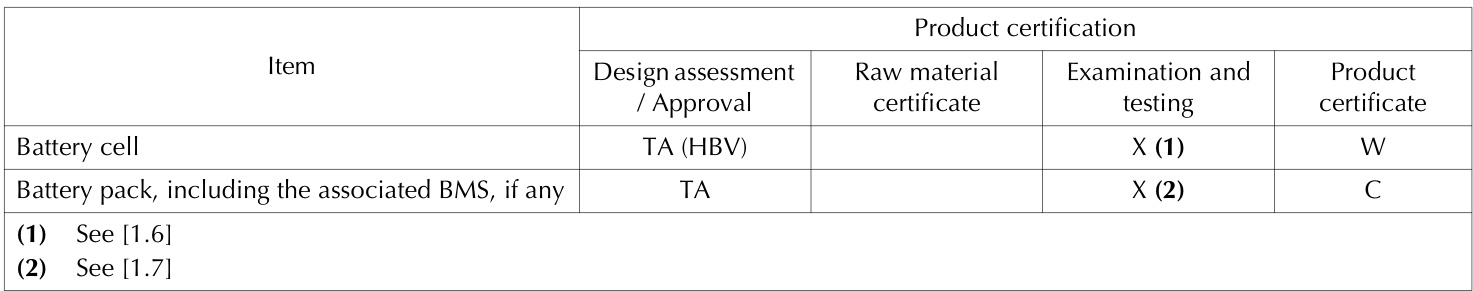 Item
Product certification
Design assessment
/ Approval
Raw material
certificate
Examination and
testing
Product
certificate
Battery cell TA (HBV) X (1) W
Battery pack, including the associated BMS, if any TA X (2) C
(1) See [1.6]
(2) See [1.7]